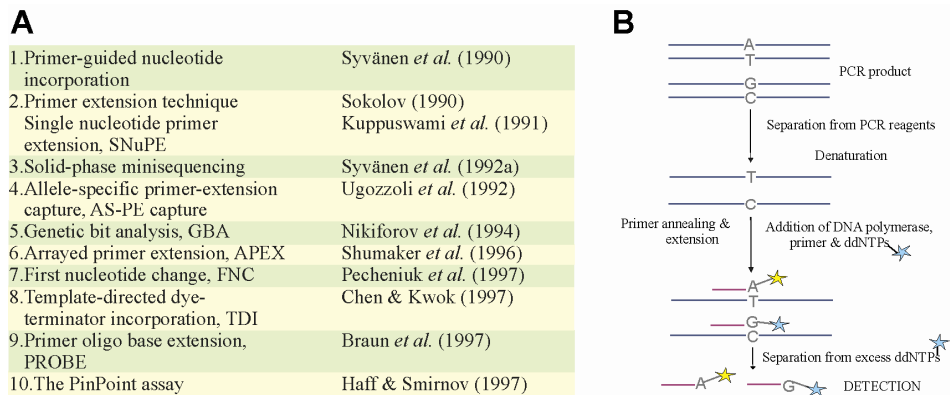 A
1.Primer-guided nucleotide Syvänen et al. (1990)
incorporation
2.Primer extension technique Sokolov (1990)
Single nucleotide primer Kuppuswami et al. (1991)
extension, SNuPE
3.Solid-phase minisequencing Syvänen et al. (1992a)
4.Allele-specific primer-extension Ugozzoli et al. (1992)
capture, AS-PE capture
5.Genetic bit analysis, GBA Nikiforov et al. (1994)
6.Arrayed primer extension, APEX Shumaker et al. (1996)
7.First nucleotide change, FNC Pecheniuk et al. (1997)
8.Template-directed dye- Chen & Kwok (1997)
terminator incorporation, TDI
9.Primer oligo base extension, Braun et al. (1997)
PROBE
10.The PinPoint assay Haff & Smirnov (1997)
B
A
T
PCR product
G
C
Separation from PCR reagents
Denaturation
T
C
Primer annealing &
extension
Addition of DNA polymerase,
primer & ddNTPs
A
T
G
C
Separation from excess ddNTPs
A G DETECTION